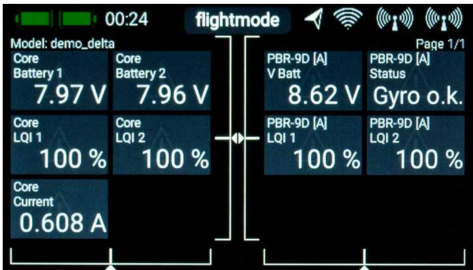 00:24 flightmode
Model: demo_delta
Page 1/1
Core
Battery 1
7.97 V
Core
Battery 2
7.96 V
PBR-9D [A]
V Batt
8.62 V
PBR-9D [A]
Status
Gyro o.k.
Core
LQI 1
100 %
Core
LQI 2
100 %
PBR-9D [A]
LQI 1
100 %
PBR-9D [A]
LQI 2
100 %
Core
Current
0.608 A